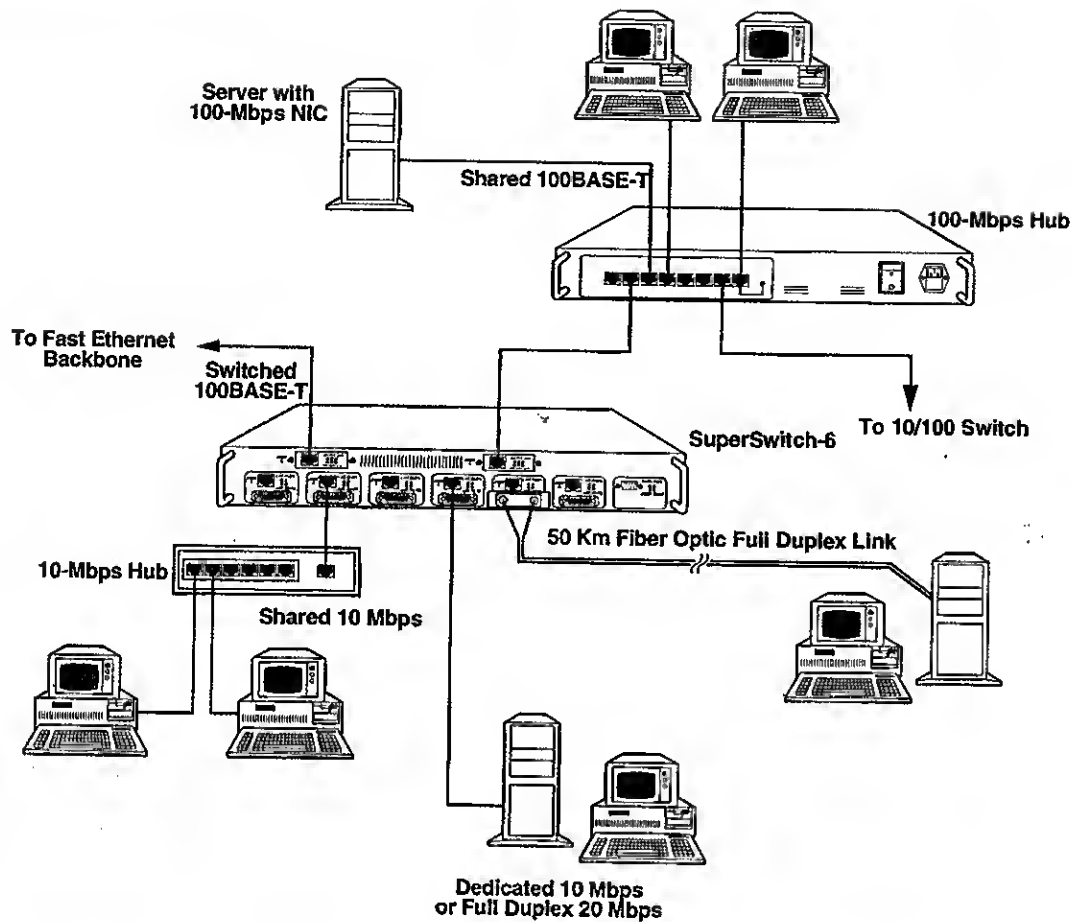 Server with
100-Mbps NIC
Shared 100BASE-T
100-Mbps Hub
To Fast Ethernet
Backbone
Switched
100BASE-T
SuperSwitch-6
To 10/100 Switch
50 Km Fiber Optic Full Duplex Link
10-Mbps Hub
Shared 10 Mbps
Dedicated 10 Mbps
or Full Duplex 20 Mbps